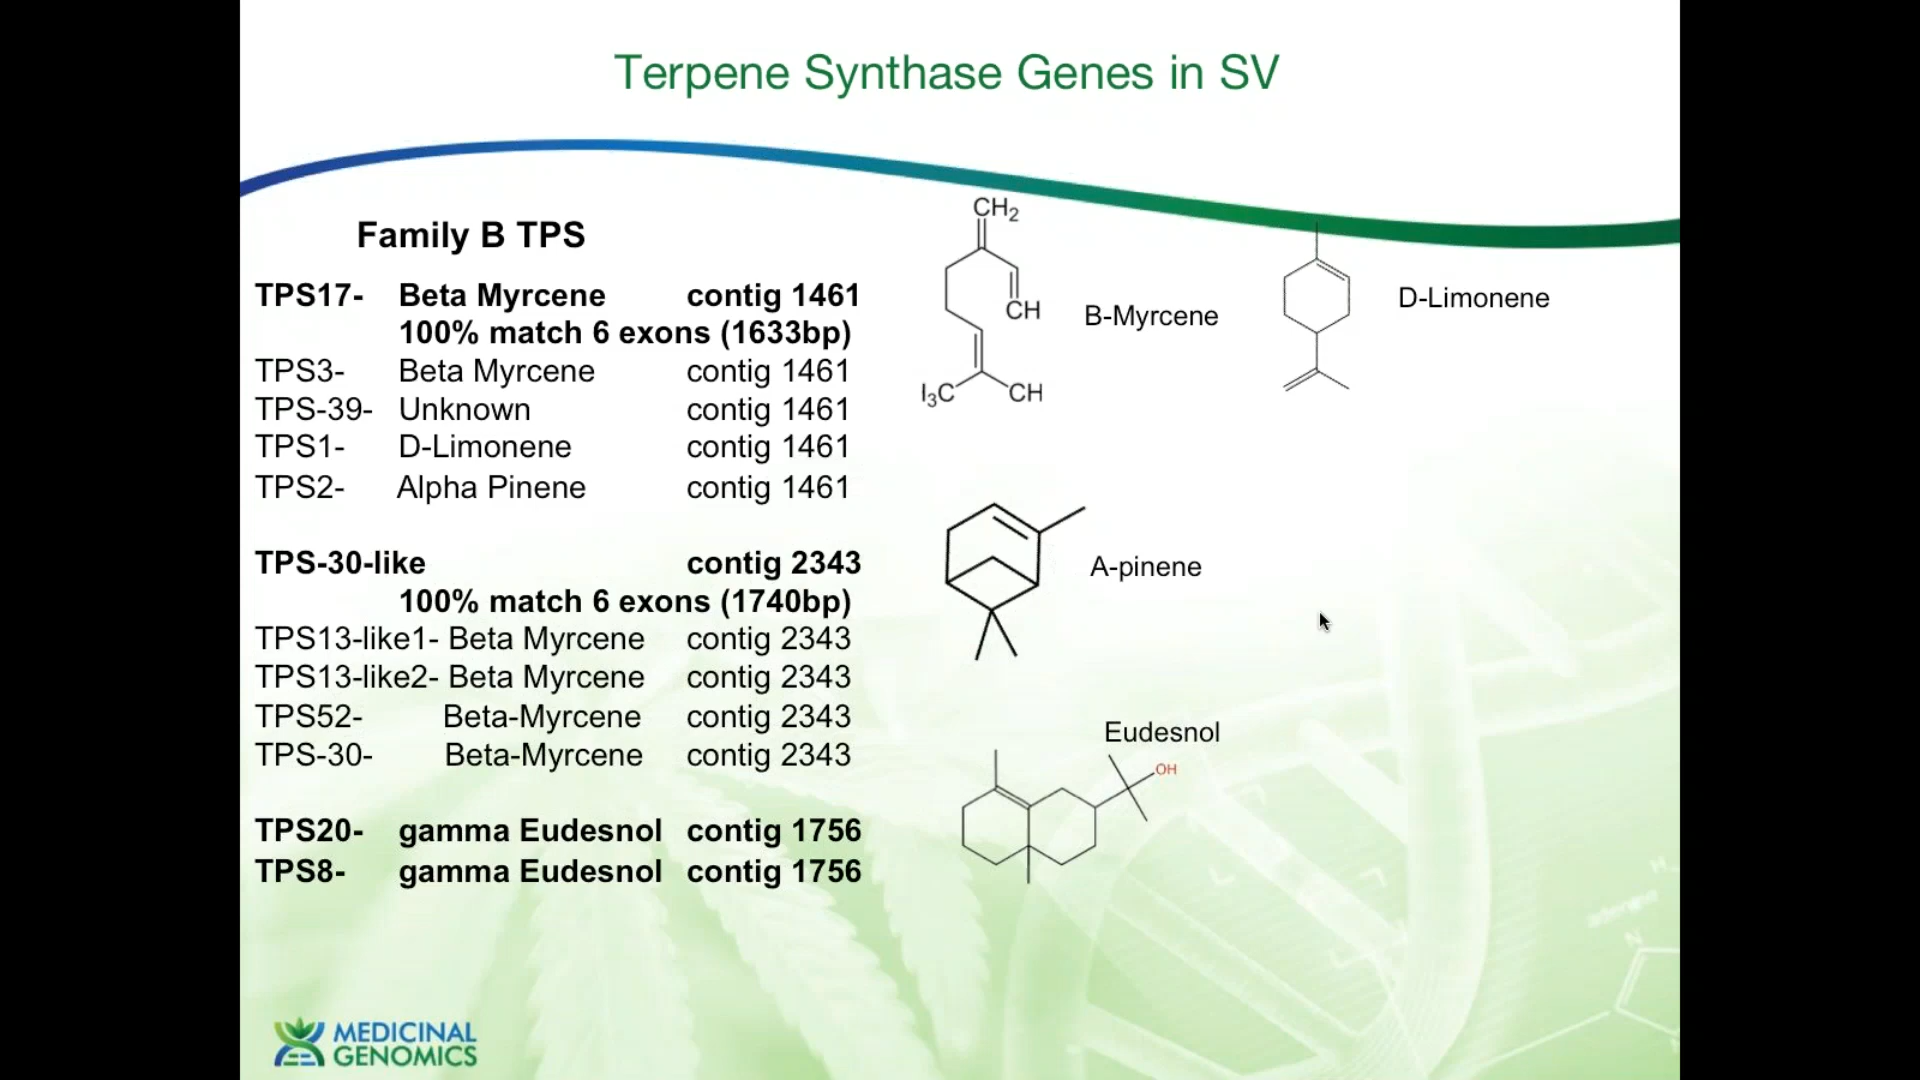 Terpene Synthase Genes in SV
Family B TPS
TPS17- Beta Myrcene contig 1461
100% match 6 exons (1633bp)
TPS3- Beta Myrcene contig 1461
TPS-39- Unknown contig 1461
TPS1- D-Limonene contig 1461
TPS2- Alpha Pinene contig 1461
TPS-30-like contig 2343
100% match 6 exons (1740bp)
TPS13-like1- Beta Myrcene contig 2343
TPS13-like2- Beta Myrcene contig 2343
TPS52- Beta-Myrcene contig 2343
TPS-30- Beta-Myrcene contig 2343
TPS20- gamma Eudesnol contig 1756
TPS8- gamma Eudesnol contig 1756
CH2
CH
B-Myrcene
I3C CH
D-Limonene
A-pinene
Eudesnol
OH
MEDICINAL
GENOMICS